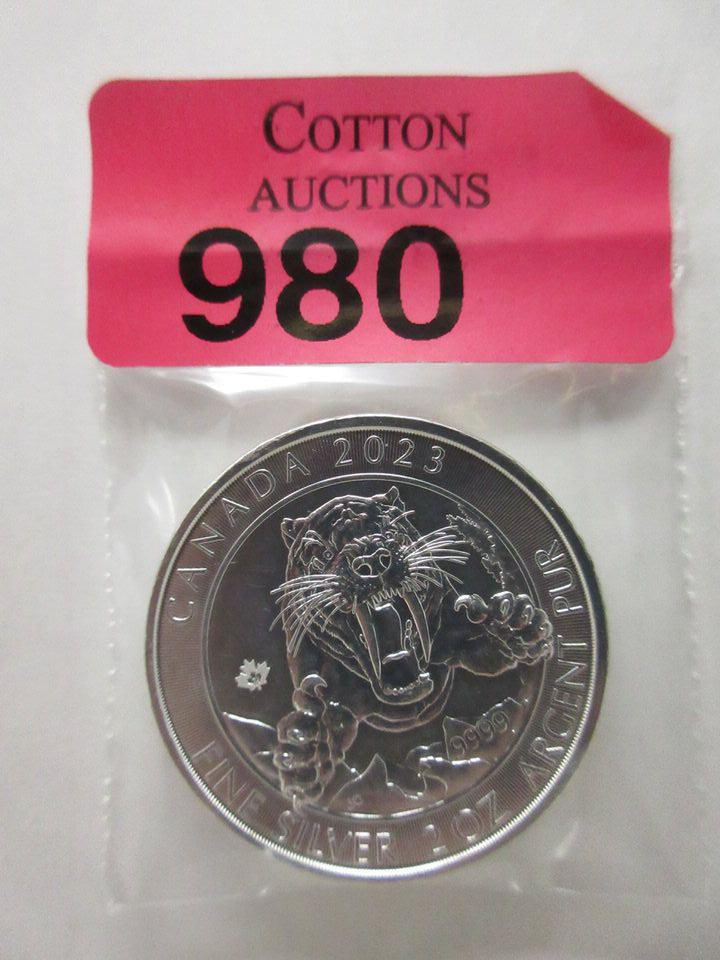 COTTON
AUCTIONS
980
CANADA 2023
9999
FINE SILVER 2 OZ ARGENT PUR